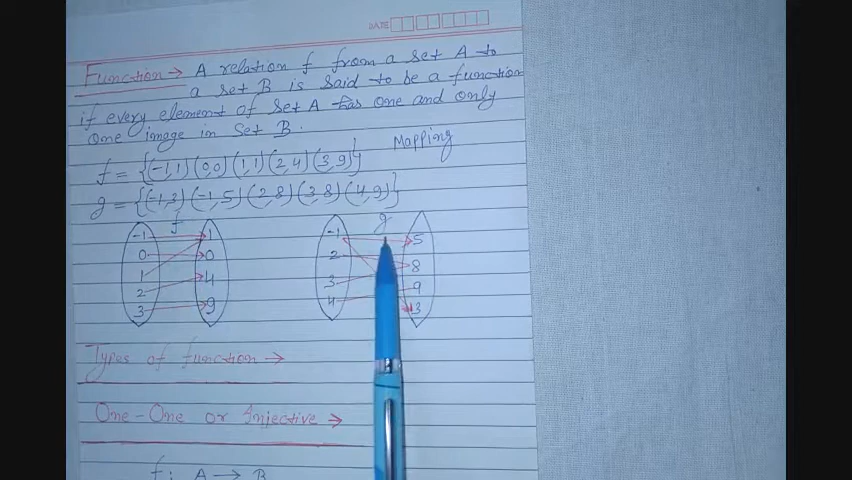 DATE
Function → A relation f from a set A to
a set B is said to be a function
if every element of set A has one and only
one image in set B.
Mapping
f = {(-1,1) (0,0) (1,1) (2,4) (3,9)}
g = {(-1,3) (-1,5) (2,8) (3,8) (4,9)}
f g
-1 1 -1 5
0 0 2 8
1 4 3 9
2 9 4 3
3
Types of function →
One-One or Injective →
f: A → B